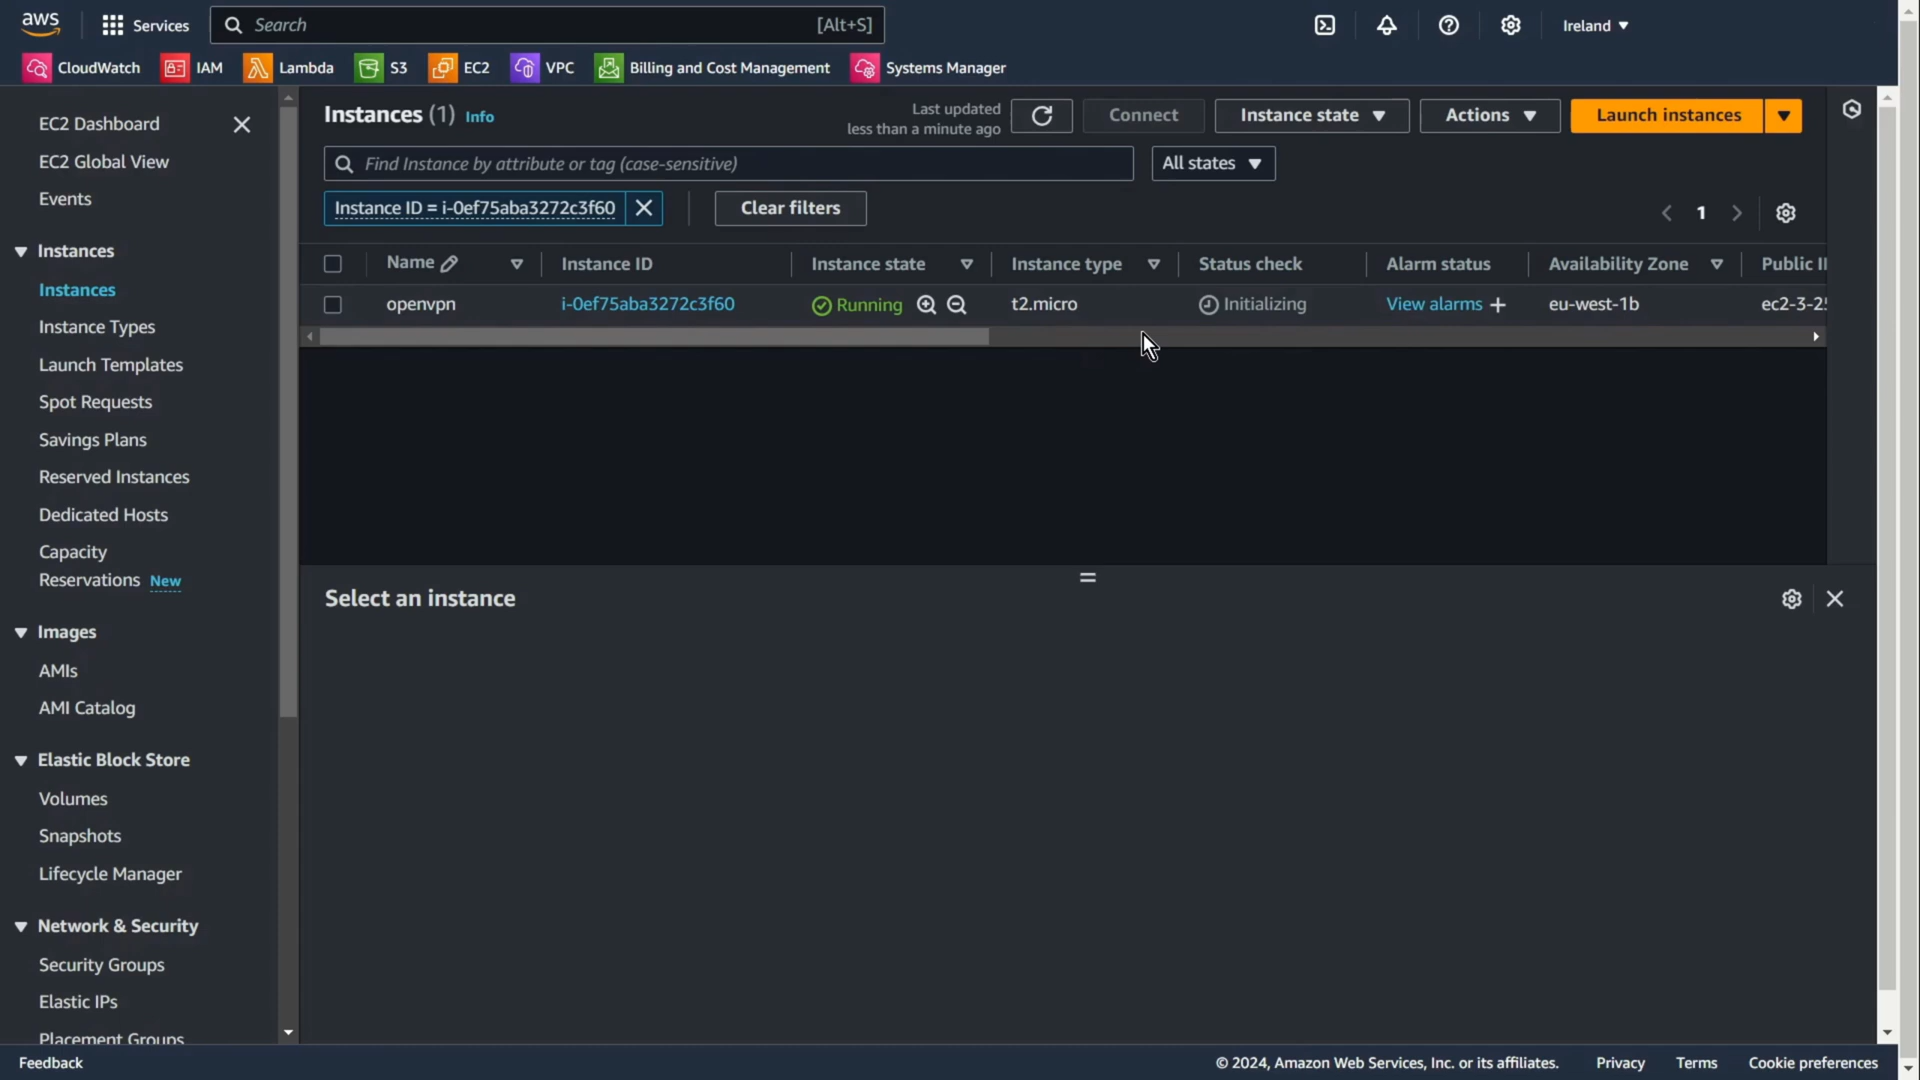 aws
Services
Search [Alt+S]
Ireland
CloudWatch IAM Lambda S3 EC2 VPC Billing and Cost Management Systems Manager
EC2 Dashboard
EC2 Global View
Events
Instances
Instances
Instance Types
Launch Templates
Spot Requests
Savings Plans
Reserved Instances
Dedicated Hosts
Capacity
Reservations New
Images
AMIs
AMI Catalog
Elastic Block Store
Volumes
Snapshots
Lifecycle Manager
Network & Security
Security Groups
Elastic IPs
Placement Groups
Instances (1) Info
Last updated
less than a minute ago
Connect
Instance state
Actions
Launch instances
Find Instance by attribute or tag (case-sensitive)
All states
Instance ID = i-0ef75aba3272c3f60
Clear filters
1
Name Instance ID Instance state Instance type Status check Alarm status Availability Zone Public
openvpn i-0ef75aba3272c3f60 Running t2.micro Initializing View alarms + eu-west-1b ec2-3-2
Select an instance
Feedback
© 2024, Amazon Web Services, Inc. or its affiliates. Privacy Terms Cookie preferences